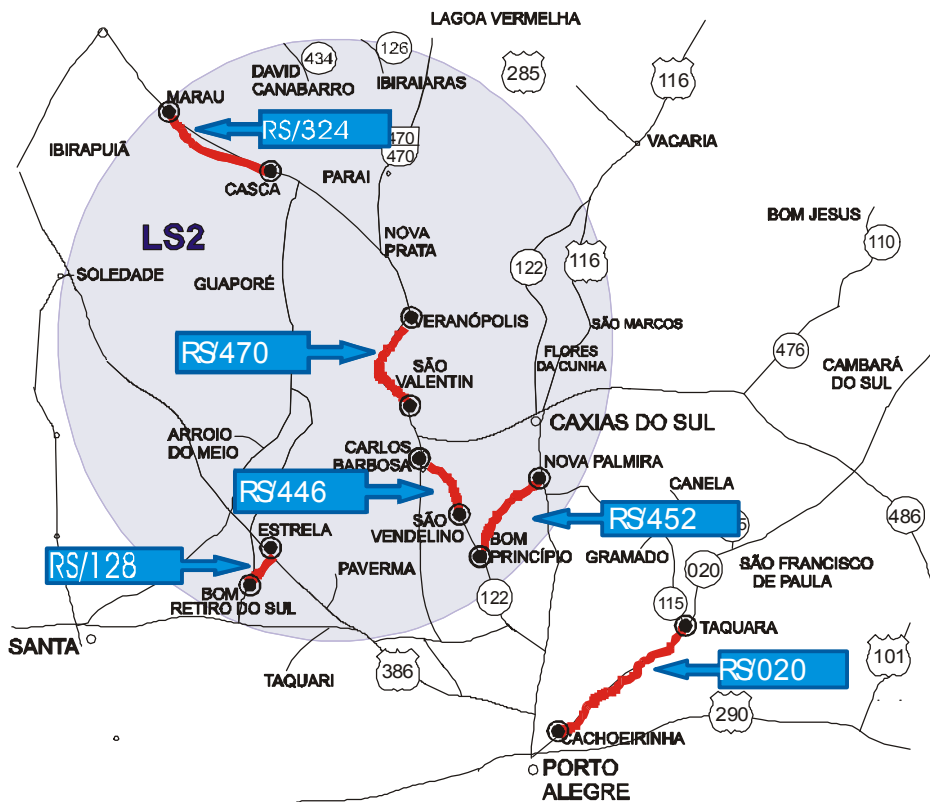 LAGOA VERMELHA
126
434
DAVID
CANABARRO
IBIRAIARAS
285
116
MARAU
RS/324
470
470
VACARIA
IBIRAPUIÃ
PARAI
CASCA
BOM JESUS
110
LS2
NOVA
PRATA
122
116
SOLEDADE
GUAPORÉ
VERANÓPOLIS
SÃO MARCOS
RS/470
SÃO
VALENTIN
FLORES
DA CUNHA
476
CAMBARÁ
DO SUL
CAXIAS DO SUL
ARROIO
DO MEIO
CARLOS
BARBOSA
NOVA PALMIRA
RS/446
CANELA
SÃO
VENDELINO
RS/452
486
ESTRELA
BOM
PRINCÍPIO
GRAMADO
RS/128
PAVERMA
020
SÃO FRANCISCO
DE PAULA
BOM
RETIRO DO SUL
122
115
TAQUARA
SANTA
101
TAQUARI
386
RS/020
290
CACHOEIRINHA
PORTO
ALEGRE